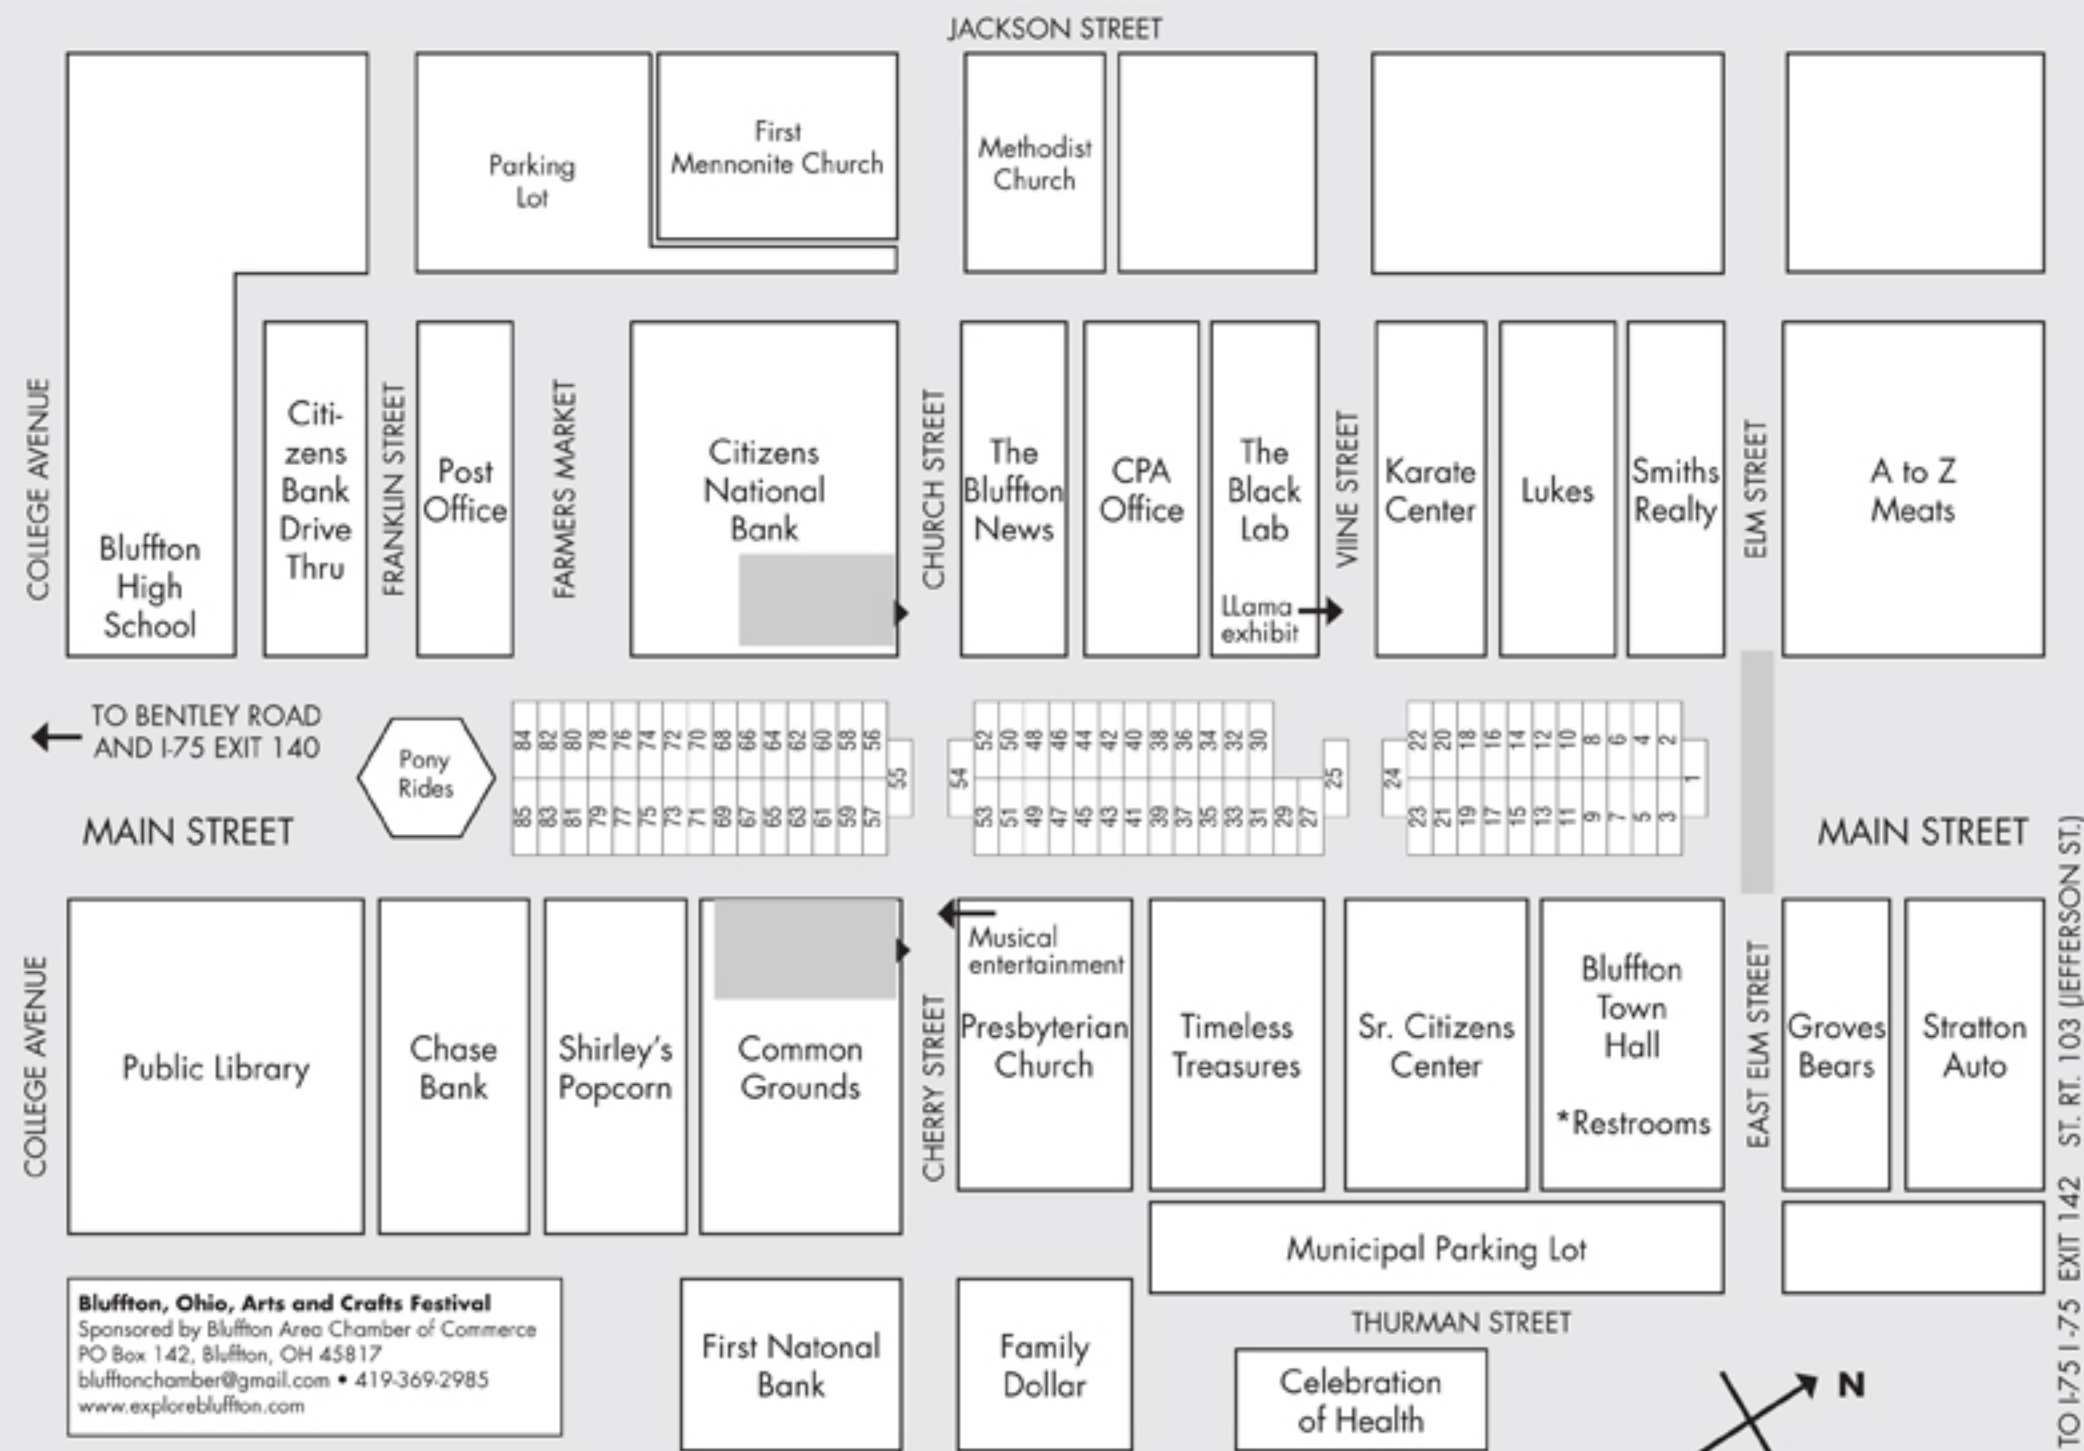 JACKSON STREET
Parking
Lot
First
Mennonite Church
Methodist
Church
COLLEGE AVENUE
Bluffton
High
School
Citi-
zens
Bank
Drive
Thru
FRANKLIN STREET
Post
Office
FARMERS MARKET
Citizens
National
Bank
CHURCH STREET
The
Bluffton
News
CPA
Office
The
Black
Lab
LLama
exhibit
VIINE STREET
Karate
Center
Lukes
Smiths
Realty
ELM STREET
A to Z
Meats
TO BENTLEY ROAD
AND I-75 EXIT 140
Pony
Rides
MAIN STREET
84 82 80 78 76 74 72 70 68 66 64 62 60 58 56
55
85 83 81 79 77 75 73 71 69 67 65 63 61 59 57
54
52 50 48 46 44 42 40 38 36 34 32 30
25
53 51 49 47 45 43 41 39 37 35 33 31 29 27
24
22 20 18 16 14 12 10 8 6 4 2
1
23 21 19 17 15 13 11 9 7 5 3
MAIN STREET
COLLEGE AVENUE
Public Library
Chase
Bank
Shirley's
Popcorn
Common
Grounds
CHERRY STREET
Musical
entertainment
Presbyterian
Church
Timeless
Treasures
Sr. Citizens
Center
Bluffton
Town
Hall
*Restrooms
EAST ELM STREET
Groves
Bears
Stratton
Auto
TO I-75 I -75 EXIT 142 ST. RT. 103 (JEFFERSON ST.)
Municipal Parking Lot
THURMAN STREET
Bluffton, Ohio, Arts and Crafts Festival
Sponsored by Bluffton Area Chamber of Commerce
PO Box 142, Bluffton, OH 45817
blufftonchamber@gmail.com • 419-369-2985
www.explorebluffton.com
First Natonal
Bank
Family
Dollar
Celebration
of Health
N